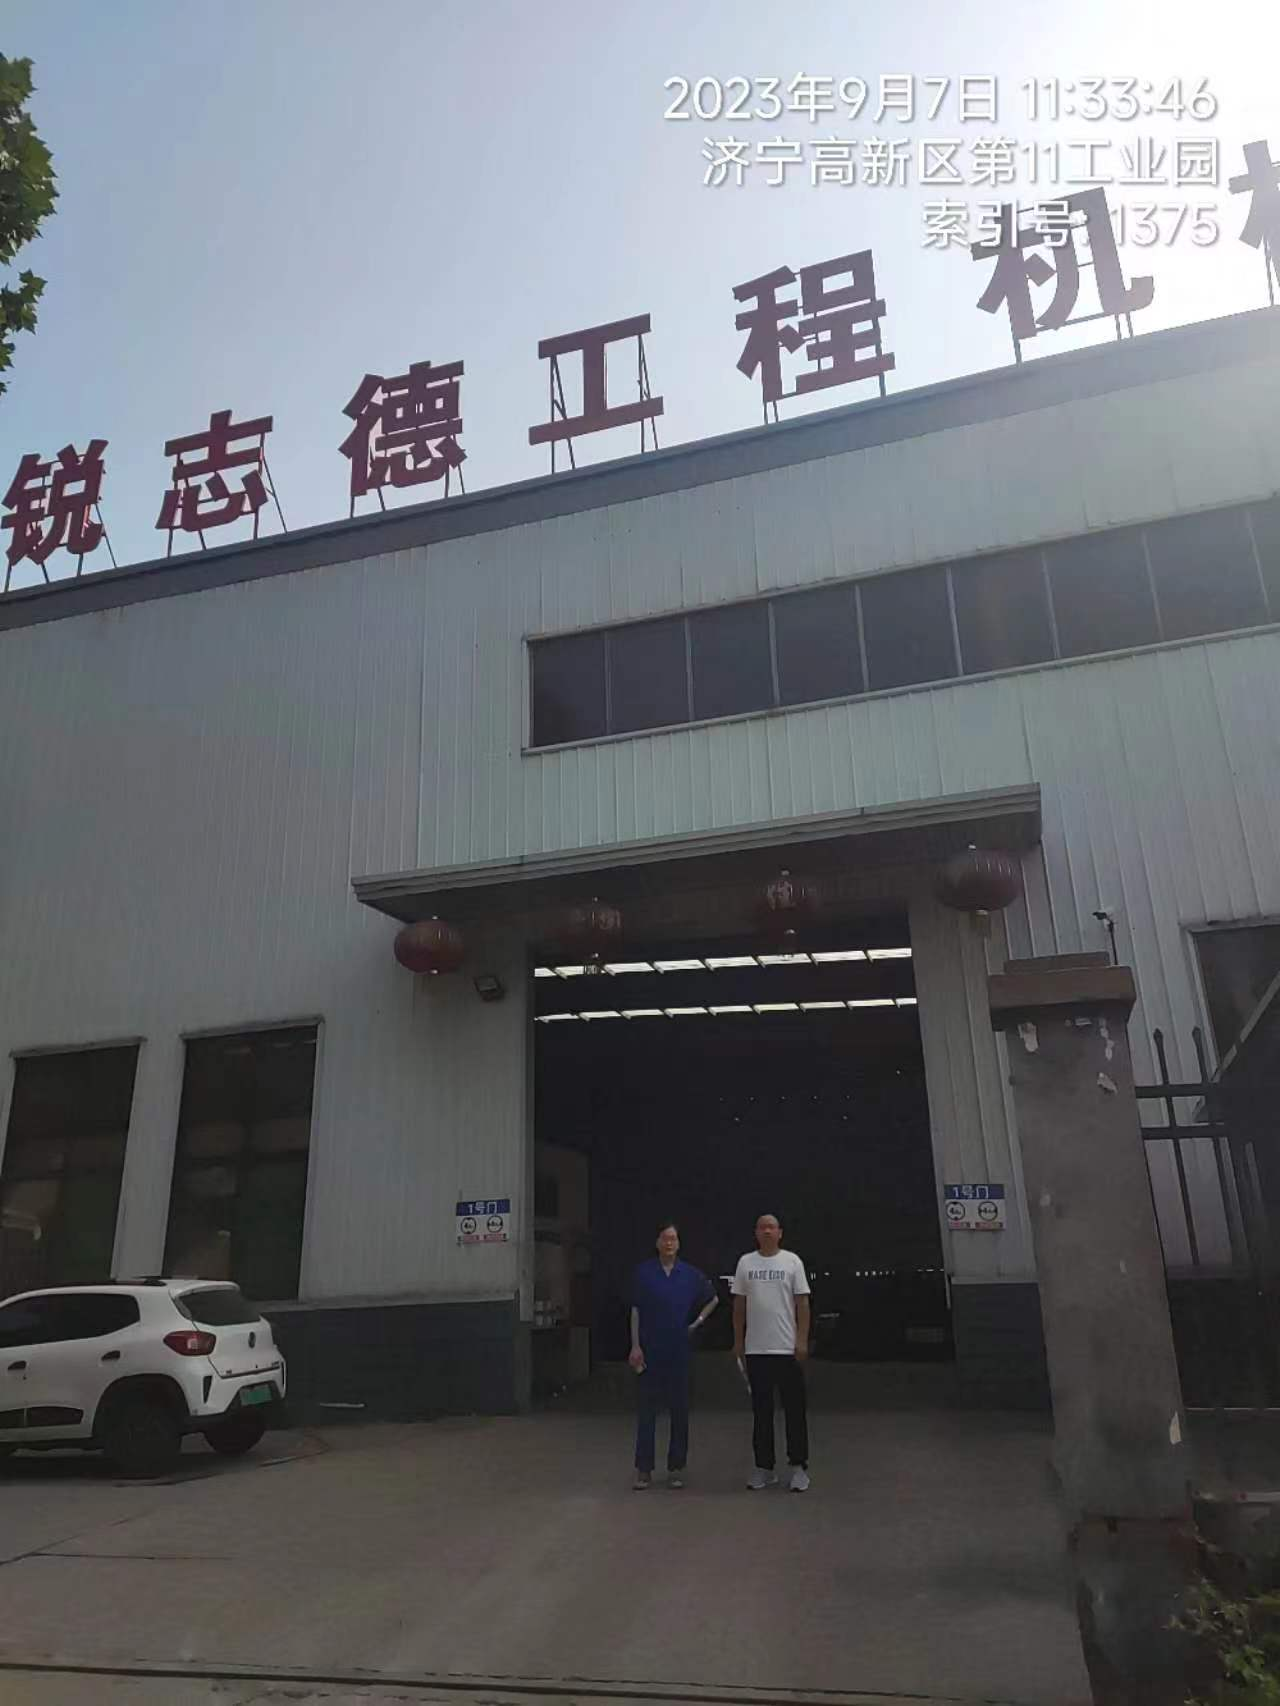 2023年9月7日 11:33:46
济宁高新区第11工业园
索引号: 1375
锐志德工程机
1号门
1号门